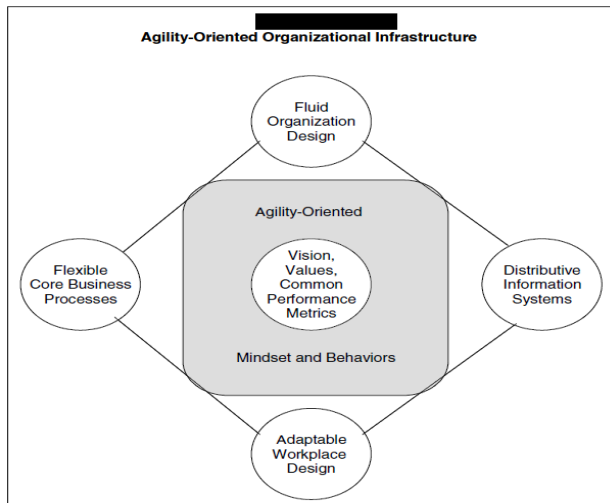 Agility-Oriented Organizational Infrastructure
Fluid
Organization
Design
Agility-Oriented
Flexible
Core Business
Processes
Vision,
Values,
Common
Performance
Metrics
Distributive
Information
Systems
Mindset and Behaviors
Adaptable
Workplace
Design